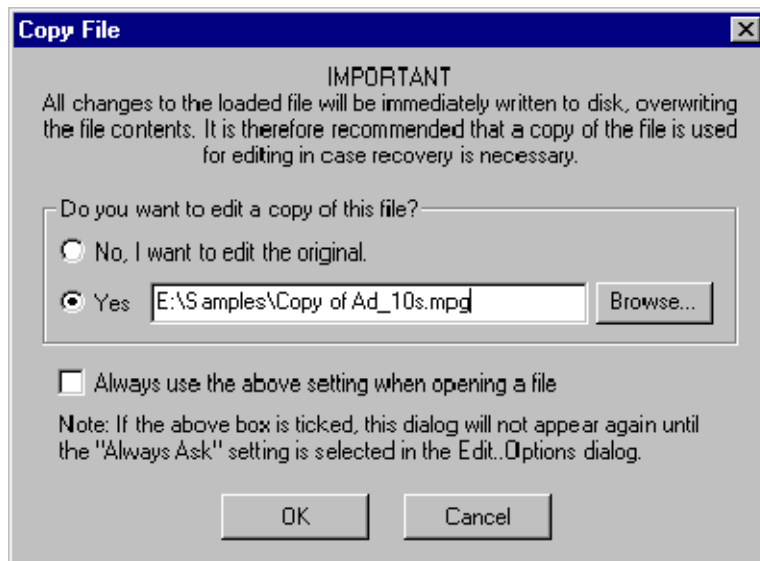 Copy File
IMPORTANT
All changes to the loaded file will be immediately written to disk, overwriting
the file contents. It is therefore recommended that a copy of the file is used
for editing in case recovery is necessary.
Do you want to edit a copy of this file?
No, I want to edit the original.
Yes E:\Samples\Copy of Ad_10s.mpg Browse...
Always use the above setting when opening a file
Note: If the above box is ticked, this dialog will not appear again until
the "Always Ask" setting is selected in the Edit..Options dialog.
OK Cancel